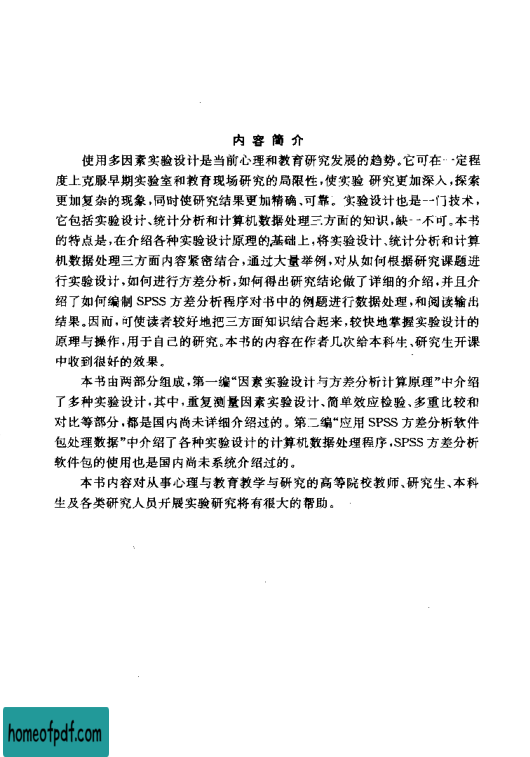 内容简介
使用多因素实验设计是当前心理和教育研究发展的趋势。它可在一定程
度上克服早期实验室和教育现场研究的局限性,使实验 研究更加深入,探索
更加复杂的现象,同时使研究结果更加精确、可靠。实验设计也是一门技术,
它包括实验设计、统计分析和计算机数据处理三方面的知识,缺一不可。本书
的特点是,在介绍各种实验设计原理的基础上,将实验设计、统计分析和计算
机数据处理三方面内容紧密结合,通过大量举例,对从如何根据研究课题进
行实验设计,如何进行方差分析,如何得出研究结论做了详细的介绍,并且介
绍了如何编制 SPSS 方差分析程序对书中的例题进行数据处理,和阅读输出
结果。因而,可使读者较好地把三方面知识结合起来,较快地掌握实验设计的
原理与操作,用于自己的研究。本书的内容在作者几次给本科生、研究生开课
中收到很好的效果。
本书由两部分组成,第一编“因素实验设计与方差分析计算原理”中介绍
了多种实验设计,其中,重复测量因素实验设计、简单效应检验、多重比较和
对比等部分,都是国内尚未详细介绍过的。第二编“应用 SPSS 方差分析软件
包处理数据”中介绍了各种实验设计的计算机数据处理程序,SPSS 方差分析
软件包的使用也是国内尚未系统介绍过的。
本书内容对从事心理与教育教学与研究的高等院校教师、研究生、本科
生及各类研究人员开展实验研究将有很大的帮助。
homeofpdf.com